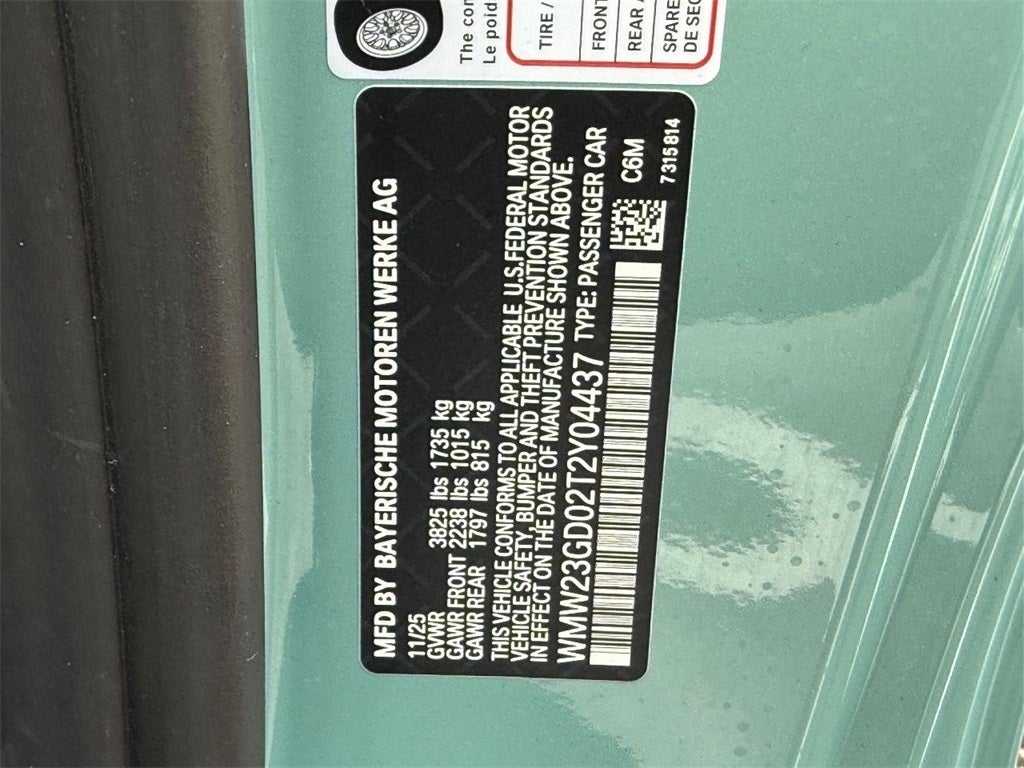 The con
Le poid
TIRE /
FRONT
REAR /
SPARE
DE SEC
MFD BY BAYERISCHE MOTOREN WERKE AG
11/25
GVWR 3825 lbs 1735 kg
GAWR FRONT 2238 lbs 1015 kg
GAWR REAR 1797 lbs 815 kg
THIS VEHICLE CONFORMS TO ALL APPLICABLE U.S.FEDERAL MOTOR
VEHICLE SAFETY, BUMPER AND THEFT PREVENTION STANDARDS
IN EFFECT ON THE DATE OF MANUFACTURE SHOWN ABOVE.
WMW23GD02T2Y04437 TYPE: PASSENGER CAR
C6M
7315814